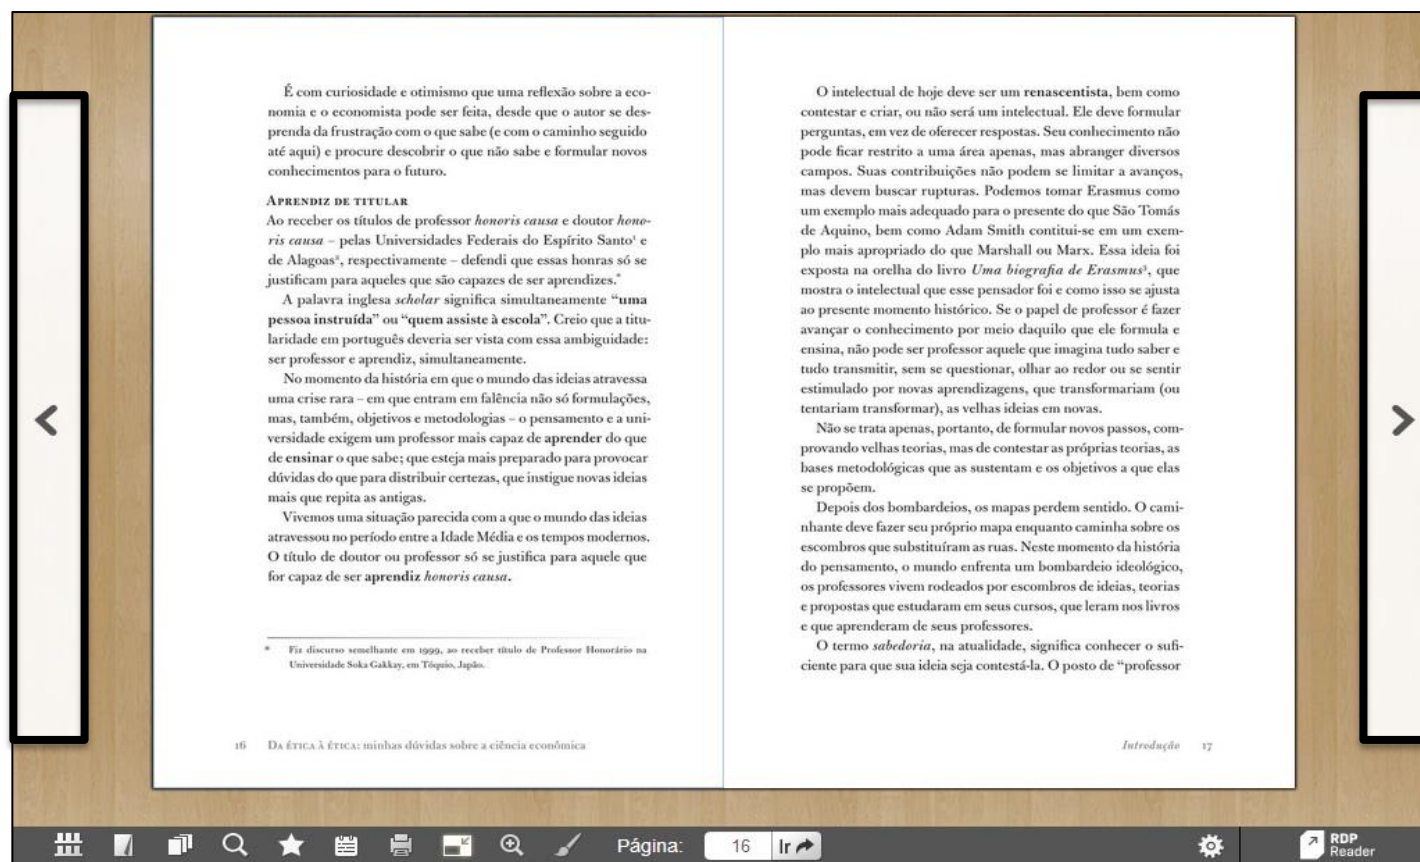 É com curiosidade e otimismo que uma reflexão sobre a eco-
nomia e o economista pode ser feita, desde que o autor se des-
prenda da frustração com o que sabe (e com o caminho seguido
até aqui) e procure descobrir o que não sabe e formular novos
conhecimentos para o futuro.
APRENDIZ DE TITULAR
Ao receber os títulos de professor honoris causa e doutor hono-
ris causa – pelas Universidades Federais do Espírito Santo¹ e
de Alagoas², respectivamente – defendi que essas honras só se
justificam para aqueles que são capazes de ser aprendizes.*
A palavra inglesa scholar significa simultaneamente “uma
pessoa instruída” ou “quem assiste à escola”. Creio que a titu-
laridade em português deveria ser vista com essa ambiguidade:
ser professor e aprendiz, simultaneamente.
No momento da história em que o mundo das ideias atravessa
uma crise rara – em que entram em falência não só formulações,
mas, também, objetivos e metodologias – o pensamento e a uni-
versidade exigem um professor mais capaz de aprender do que
de ensinar o que sabe; que esteja mais preparado para provocar
dúvidas do que para distribuir certezas, que instigue novas ideias
mais que repita as antigas.
Vivemos uma situação parecida com a que o mundo das ideias
atravessou no período entre a Idade Média e os tempos modernos.
O título de doutor ou professor só se justifica para aquele que
for capaz de ser aprendiz honoris causa.
* Fiz discurso semelhante em 1999, ao receber título de Professor Honorário na
Universidade Soka Gakkay, em Tóquio, Japão.
16 DA ÉTICA À ÉTICA: minhas dúvidas sobre a ciência econômica
O intelectual de hoje deve ser um renascentista, bem como
contestar e criar, ou não será um intelectual. Ele deve formular
perguntas, em vez de oferecer respostas. Seu conhecimento não
pode ficar restrito a uma área apenas, mas abranger diversos
campos. Suas contribuições não podem se limitar a avanços,
mas devem buscar rupturas. Podemos tomar Erasmus como
um exemplo mais adequado para o presente do que São Tomás
de Aquino, bem como Adam Smith contitui-se em um exem-
plo mais apropriado do que Marshall ou Marx. Essa ideia foi
exposta na orelha do livro Uma biografia de Erasmus³, que
mostra o intelectual que esse pensador foi e como isso se ajusta
ao presente momento histórico. Se o papel de professor é fazer
avançar o conhecimento por meio daquilo que ele formula e
ensina, não pode ser professor aquele que imagina tudo saber e
tudo transmitir, sem se questionar, olhar ao redor ou se sentir
estimulado por novas aprendizagens, que transformariam (ou
tentariam transformar), as velhas ideias em novas.
Não se trata apenas, portanto, de formular novos passos, com-
provando velhas teorias, mas de contestar as próprias teorias, as
bases metodológicas que as sustentam e os objetivos a que elas
se propõem.
Depois dos bombardeios, os mapas perdem sentido. O cami-
nhante deve fazer seu próprio mapa enquanto caminha sobre os
escombros que substituíram as ruas. Neste momento da história
do pensamento, o mundo enfrenta um bombardeio ideológico,
os professores vivem rodeados por escombros de ideias, teorias
e propostas que estudaram em seus cursos, que leram nos livros
e que aprenderam de seus professores.
O termo sabedoria, na atualidade, significa conhecer o sufi-
ciente para que sua ideia seja contestá-la. O posto de “professor
Introdução 17
Página: 16 Ir
RDP
Reader